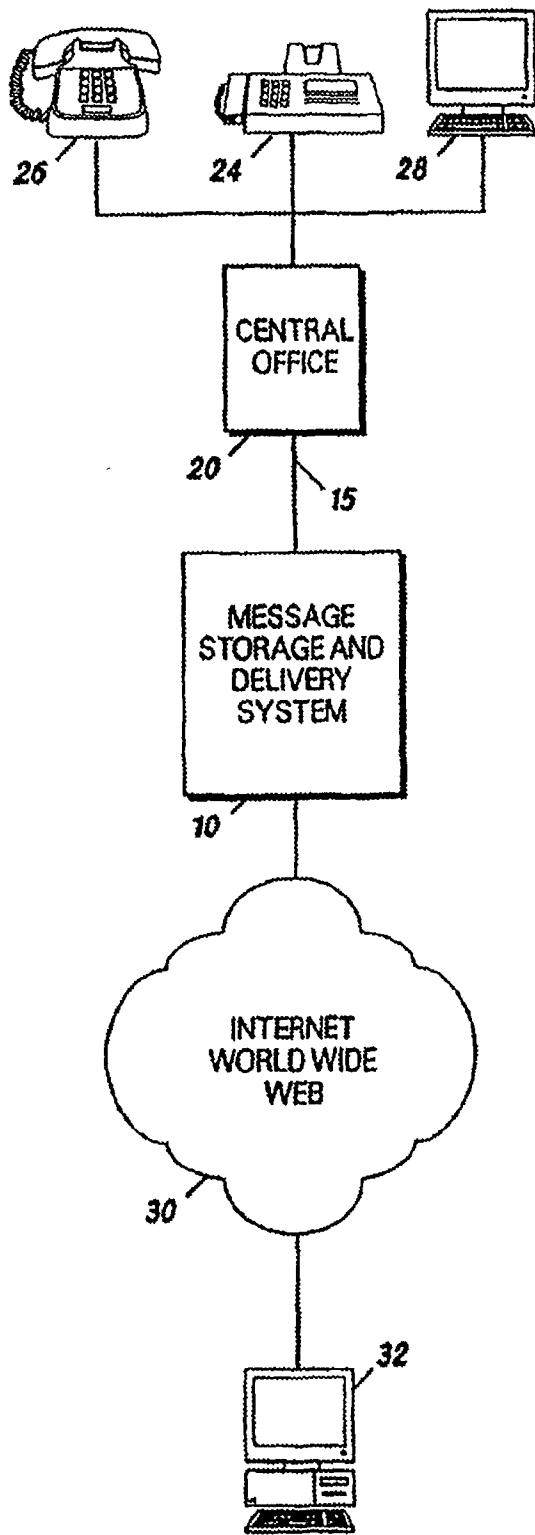 26
24
28
CENTRAL
OFFICE
20
15
MESSAGE
STORAGE AND
DELIVERY
SYSTEM
10
INTERNET
WORLD WIDE
WEB
30
32